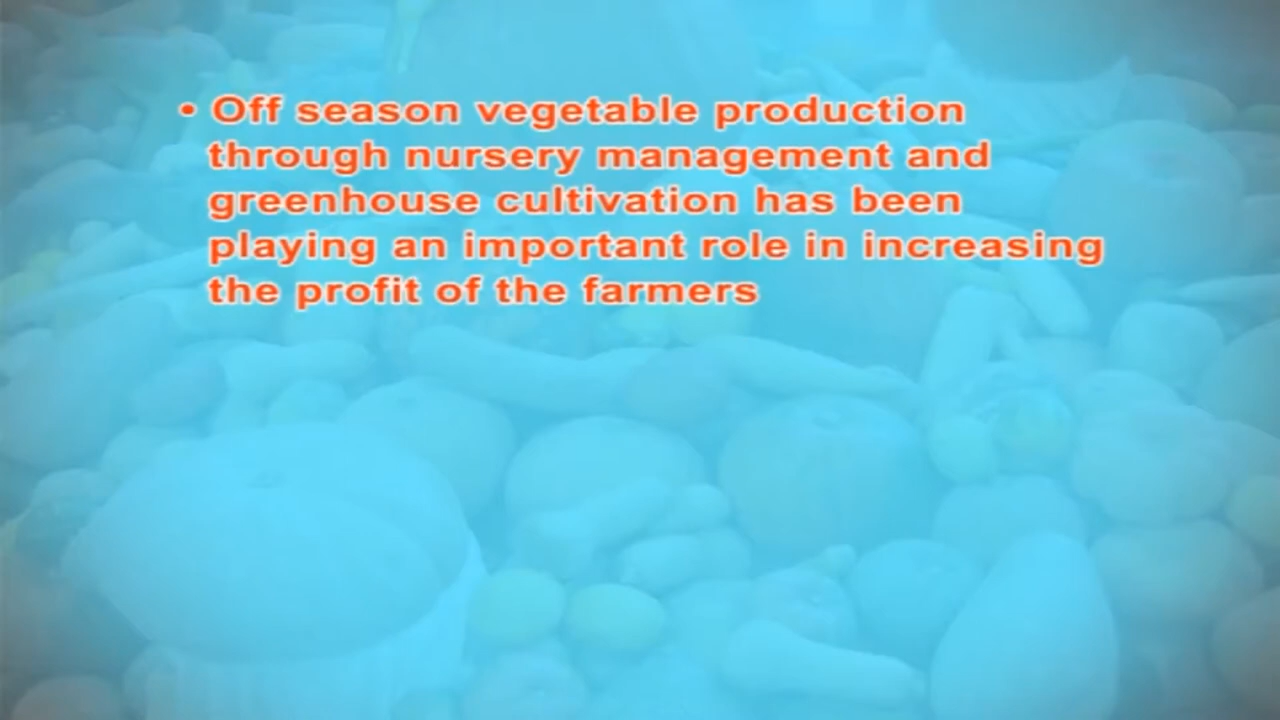 • Off season vegetable production
through nursery management and
greenhouse cultivation has been
playing an important role in increasing
the profit of the farmers